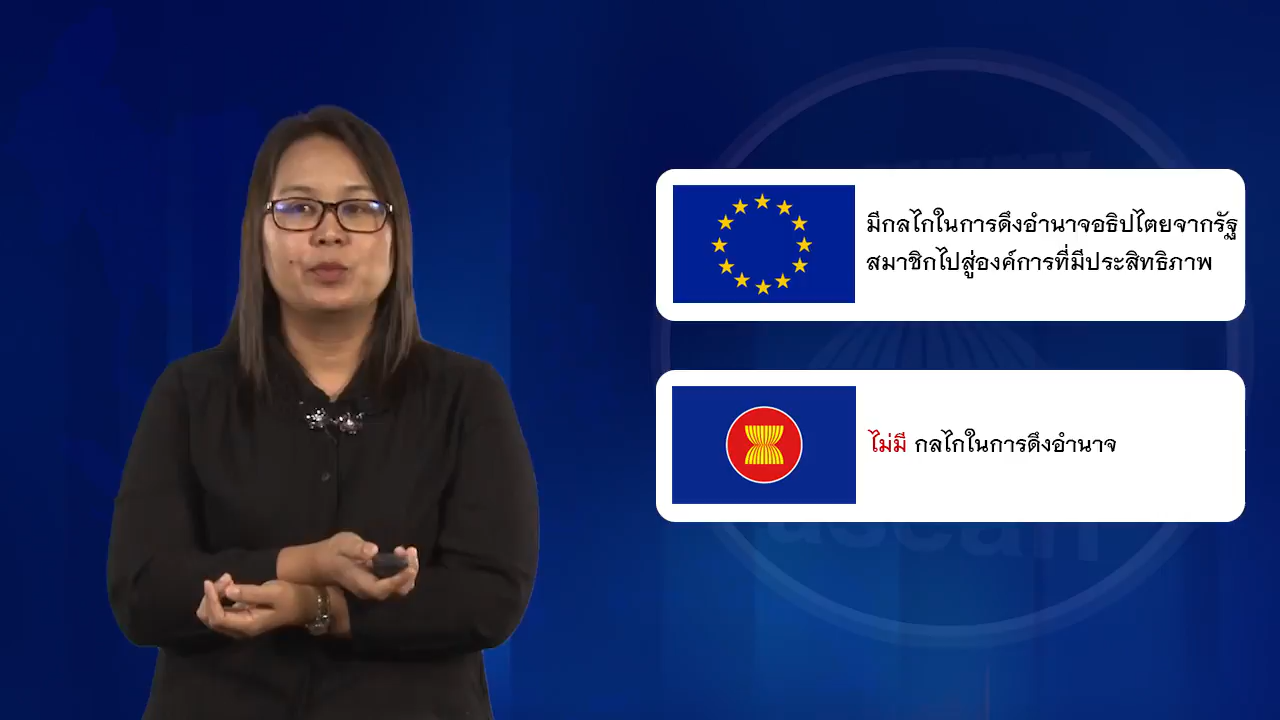 มีกลไกในการดึงอำนาจอธิปไตยจากรัฐ
สมาชิกไปสู่องค์การที่มีประสิทธิภาพ
ไม่มี กลไกในการดึงอำนาจ
asean